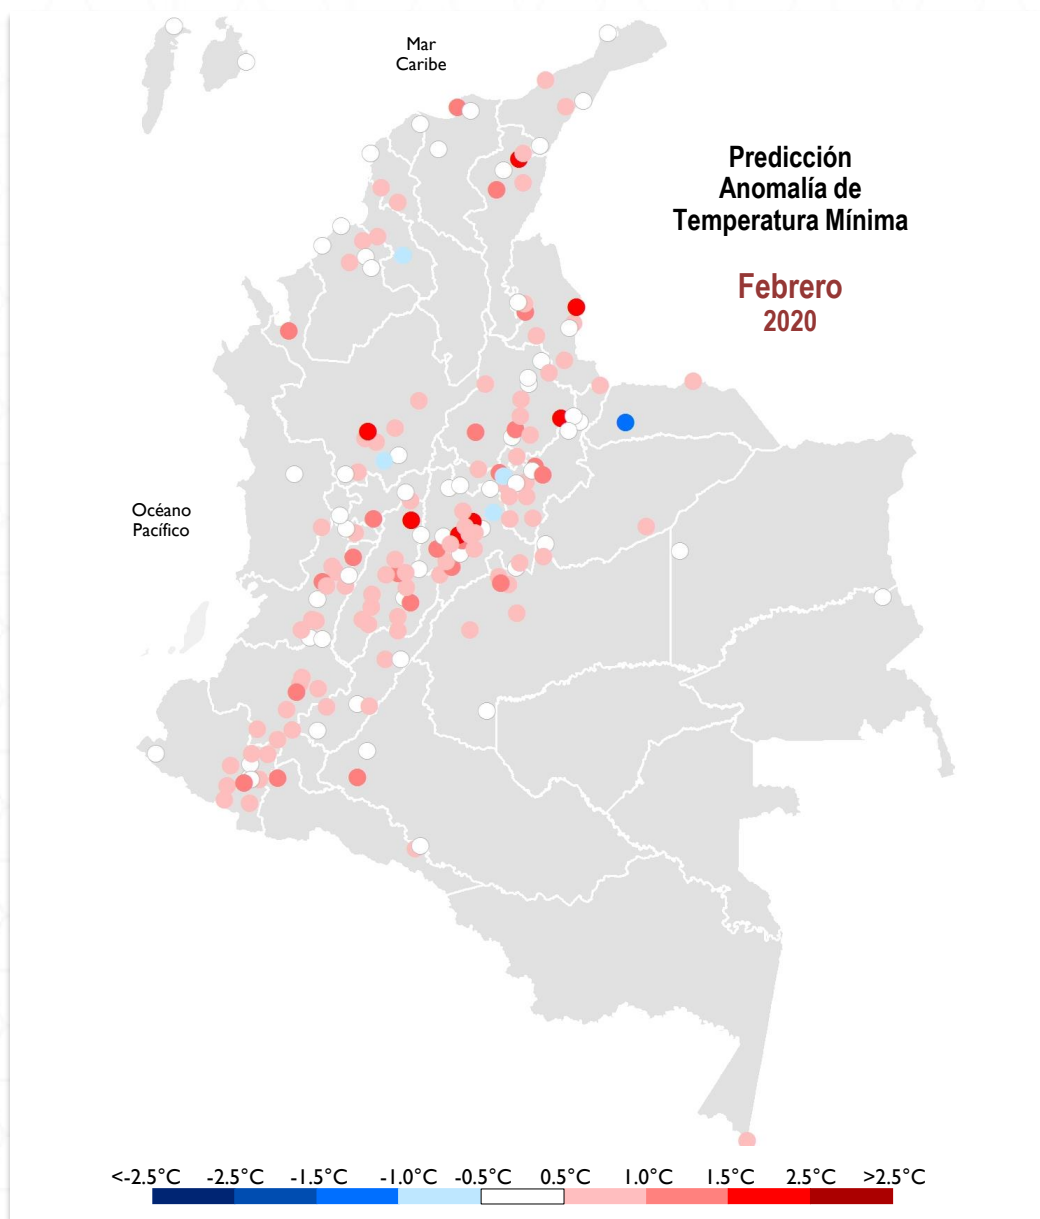 Mar
Caribe
Predicción
Anomalía de
Temperatura Mínima
Febrero
2020
Océano
Pacífico
<-2.5°C -2.5°C -1.5°C -1.0°C -0.5°C 0.5°C 1.0°C 1.5°C 2.5°C >2.5°C